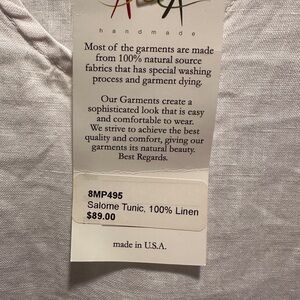 handmade
Most of the garments are made
from 100% natural source
fabrics that has special washing
process and garment dying.
Our Garments create a
sophisticated look that is easy
and comfortable to wear.
We strive to achieve the best
quality and comfort, giving our
garments its natural beauty.
Best Regards.
8MP495
Salome Tunic, 100% Linen
$89.00
made in U.S.A.